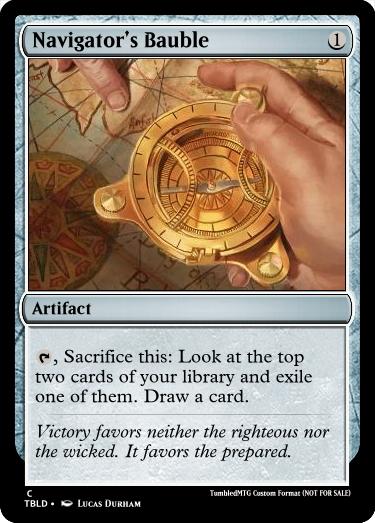 Navigator's Bauble 1
Artifact
, Sacrifice this: Look at the top
two cards of your library and exile
one of them. Draw a card.
Victory favors neither the righteous nor
the wicked. It favors the prepared.
C
TBLD • Lucas Durham
TumbledMTG Custom Format (NOT FOR SALE)